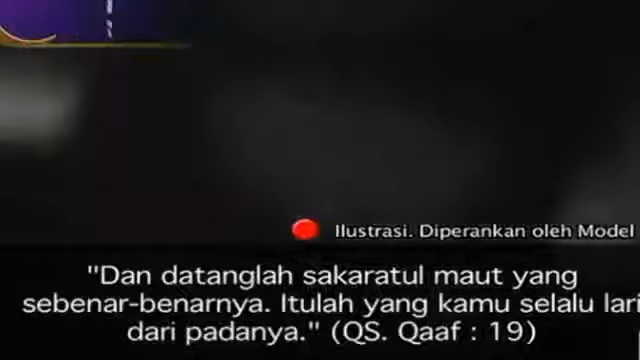 Ilustrasi. Diperankan oleh Model
"Dan datanglah sakaratul maut yang
sebenar-benarnya. Itulah yang kamu selalu lari
dari padanya." (QS. Qaaf : 19)